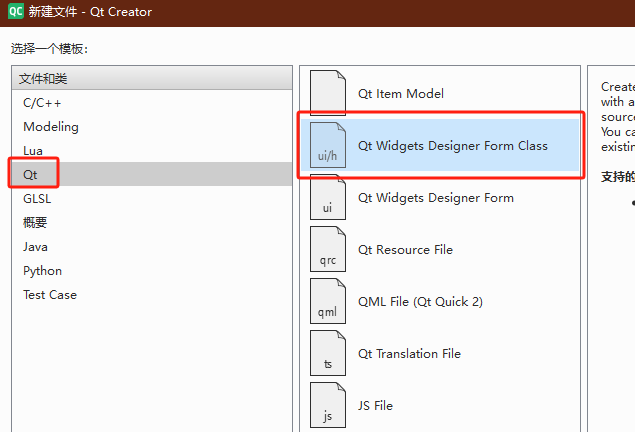 QC 新建文件 - Qt Creator
选择一个模板：
文件和类
C/C++
Modeling
Lua
Qt
GLSL
概要
Java
Python
Test Case
Qt Item Model
ui/h Qt Widgets Designer Form Class
ui Qt Widgets Designer Form
qrc Qt Resource File
qml QML File (Qt Quick 2)
ts Qt Translation File
js JS File
Create
with a
source
You ca
existin
支持的